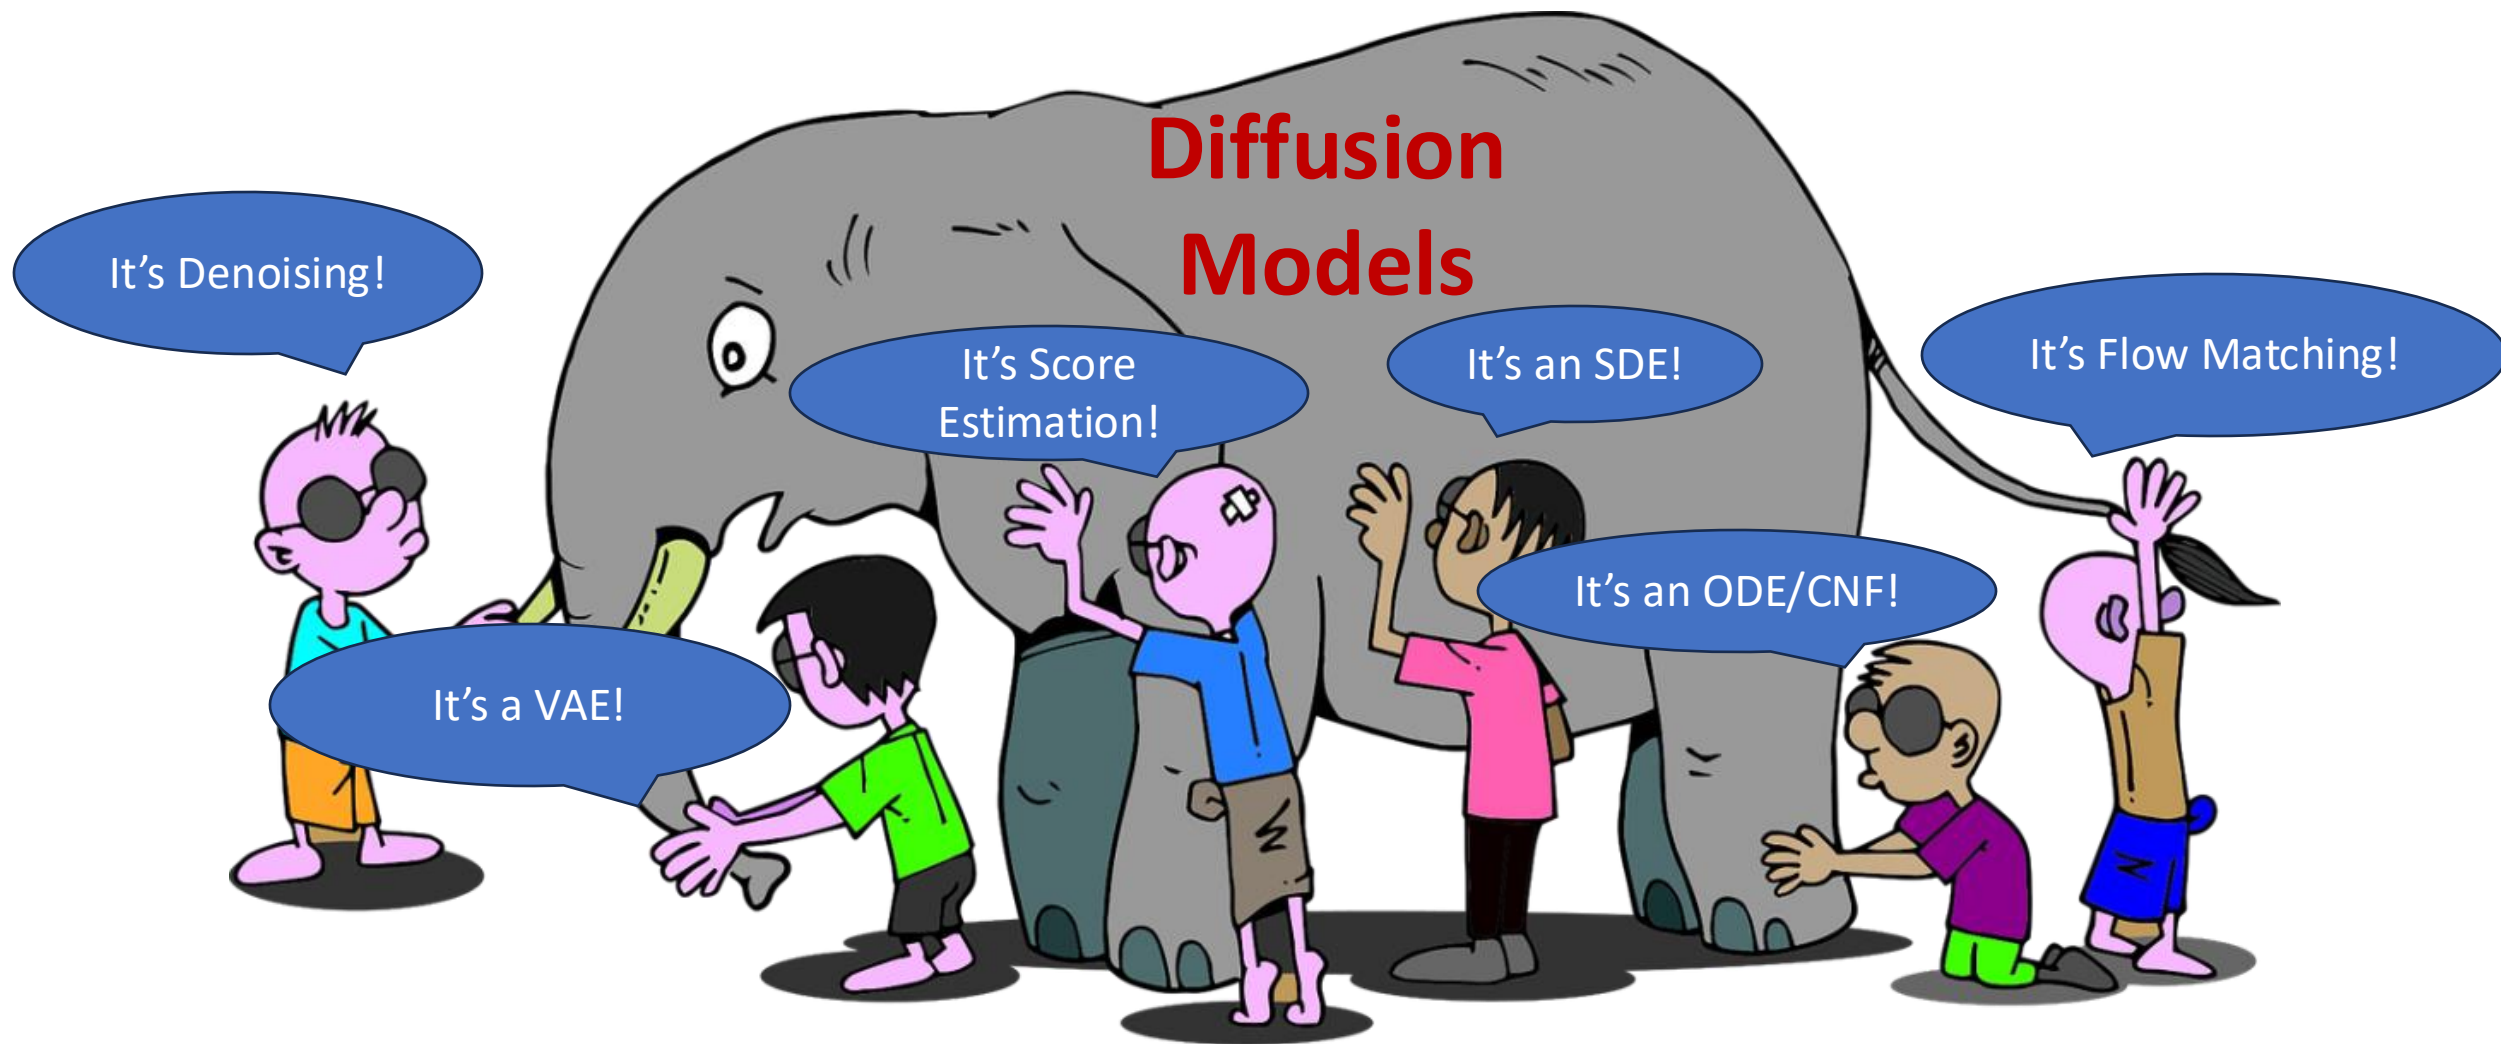 Diffusion
Models
It’s Denoising!
It’s Score
Estimation!
It’s an SDE!
It’s Flow Matching!
It’s an ODE/CNF!
It’s a VAE!